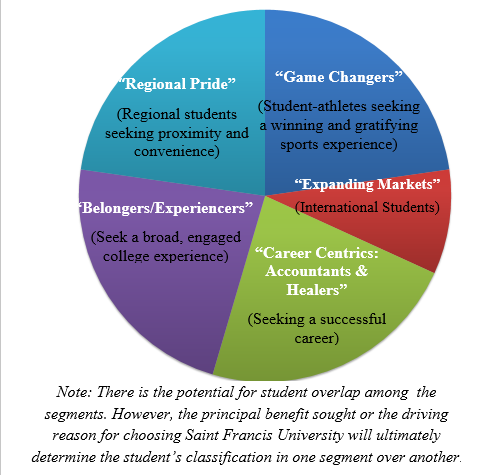 “Regional Pride”
(Regional students
seeking proximity and
convenience)
“Game Changers”
(Student-athletes seeking
a winning and gratifying
sports experience)
“Expanding Markets”
(International Students)
“Belongers/Experiencers”
(Seek a broad, engaged
college experience)
“Career Centrics:
Accountants &
Healers”
(Seeking a successful
career)
Note: There is the potential for student overlap among the
segments. However, the principal benefit sought or the driving
reason for choosing Saint Francis University will ultimately
determine the student’s classification in one segment over another.